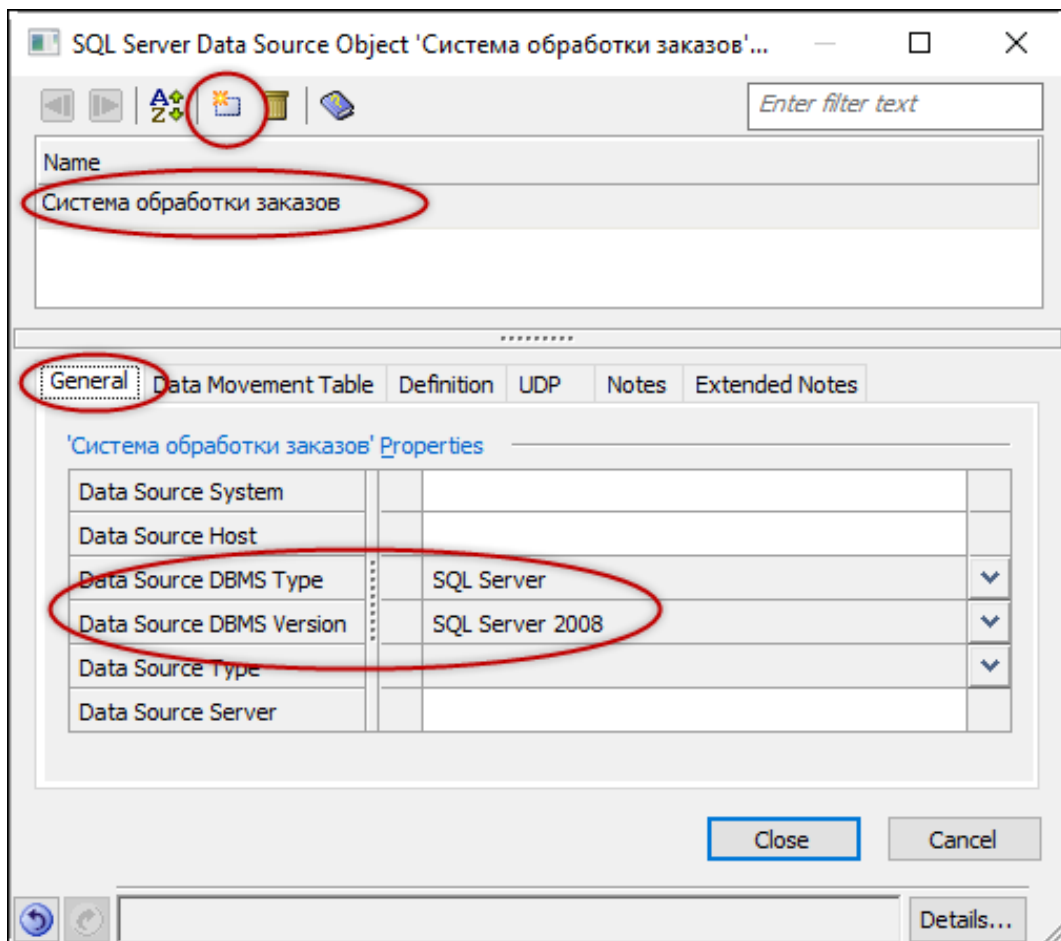 SQL Server Data Source Object 'Система обработки заказов'...
Enter filter text
Name
Система обработки заказов
General Data Movement Table Definition UDP Notes Extended Notes
'Система обработки заказов' Properties
Data Source System
Data Source Host
Data Source DBMS Type SQL Server
Data Source DBMS Version SQL Server 2008
Data Source Type
Data Source Server
Close Cancel
Details...